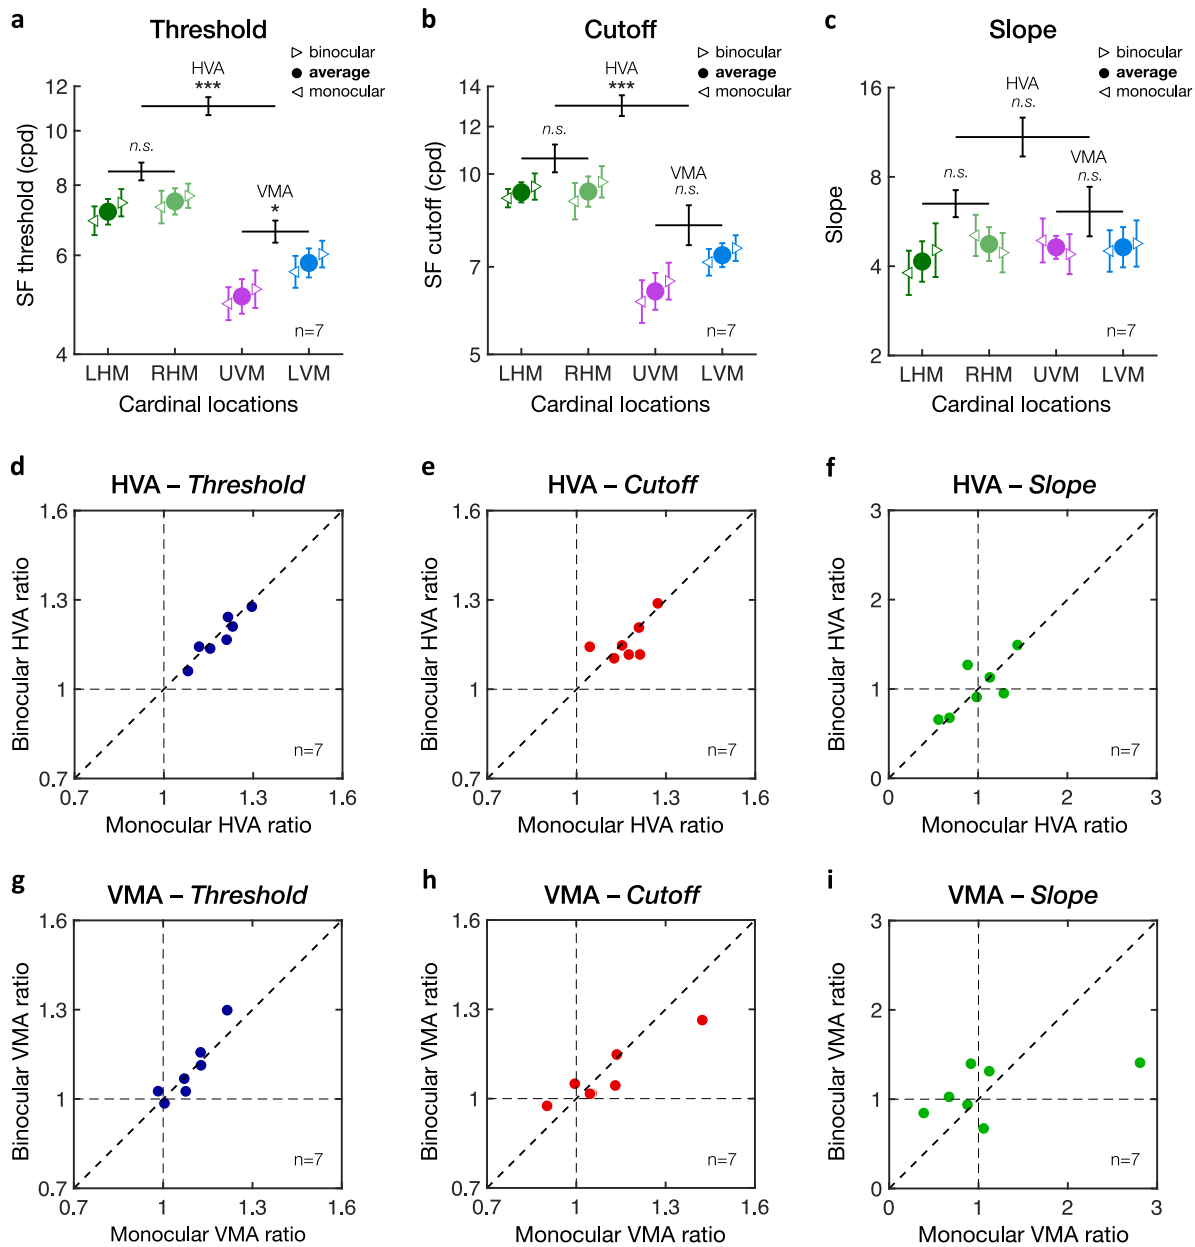 a
Threshold
▷ binocular
● average
◁ monocular
SF threshold (cpd)
12
10
8
6
4
HVA
***
n.s.
VMA
*
n=7
LHM RHM UVM LVM
Cardinal locations
b
Cutoff
▷ binocular
● average
◁ monocular
SF cutoff (cpd)
14
12
10
7
5
HVA
***
n.s.
VMA
n.s.
n=7
LHM RHM UVM LVM
Cardinal locations
c
Slope
▷ binocular
● average
◁ monocular
Slope
16
8
4
2
HVA
n.s.
n.s.
VMA
n.s.
n=7
LHM RHM UVM LVM
Cardinal locations
d
HVA – Threshold
Binocular HVA ratio
1.6
1.3
1
0.7
n=7
0.7 1 1.3 1.6
Monocular HVA ratio
e
HVA – Cutoff
Binocular HVA ratio
1.6
1.3
1
0.7
n=7
0.7 1 1.3 1.6
Monocular HVA ratio
f
HVA – Slope
Binocular HVA ratio
3
2
1
0
n=7
0 1 2 3
Monocular HVA ratio
g
VMA – Threshold
Binocular VMA ratio
1.6
1.3
1
0.7
n=7
0.7 1 1.3 1.6
Monocular VMA ratio
h
VMA – Cutoff
Binocular VMA ratio
1.6
1.3
1
0.7
n=7
0.7 1 1.3 1.6
Monocular VMA ratio
i
VMA – Slope
Binocular VMA ratio
3
2
1
0
n=7
0 1 2 3
Monocular VMA ratio